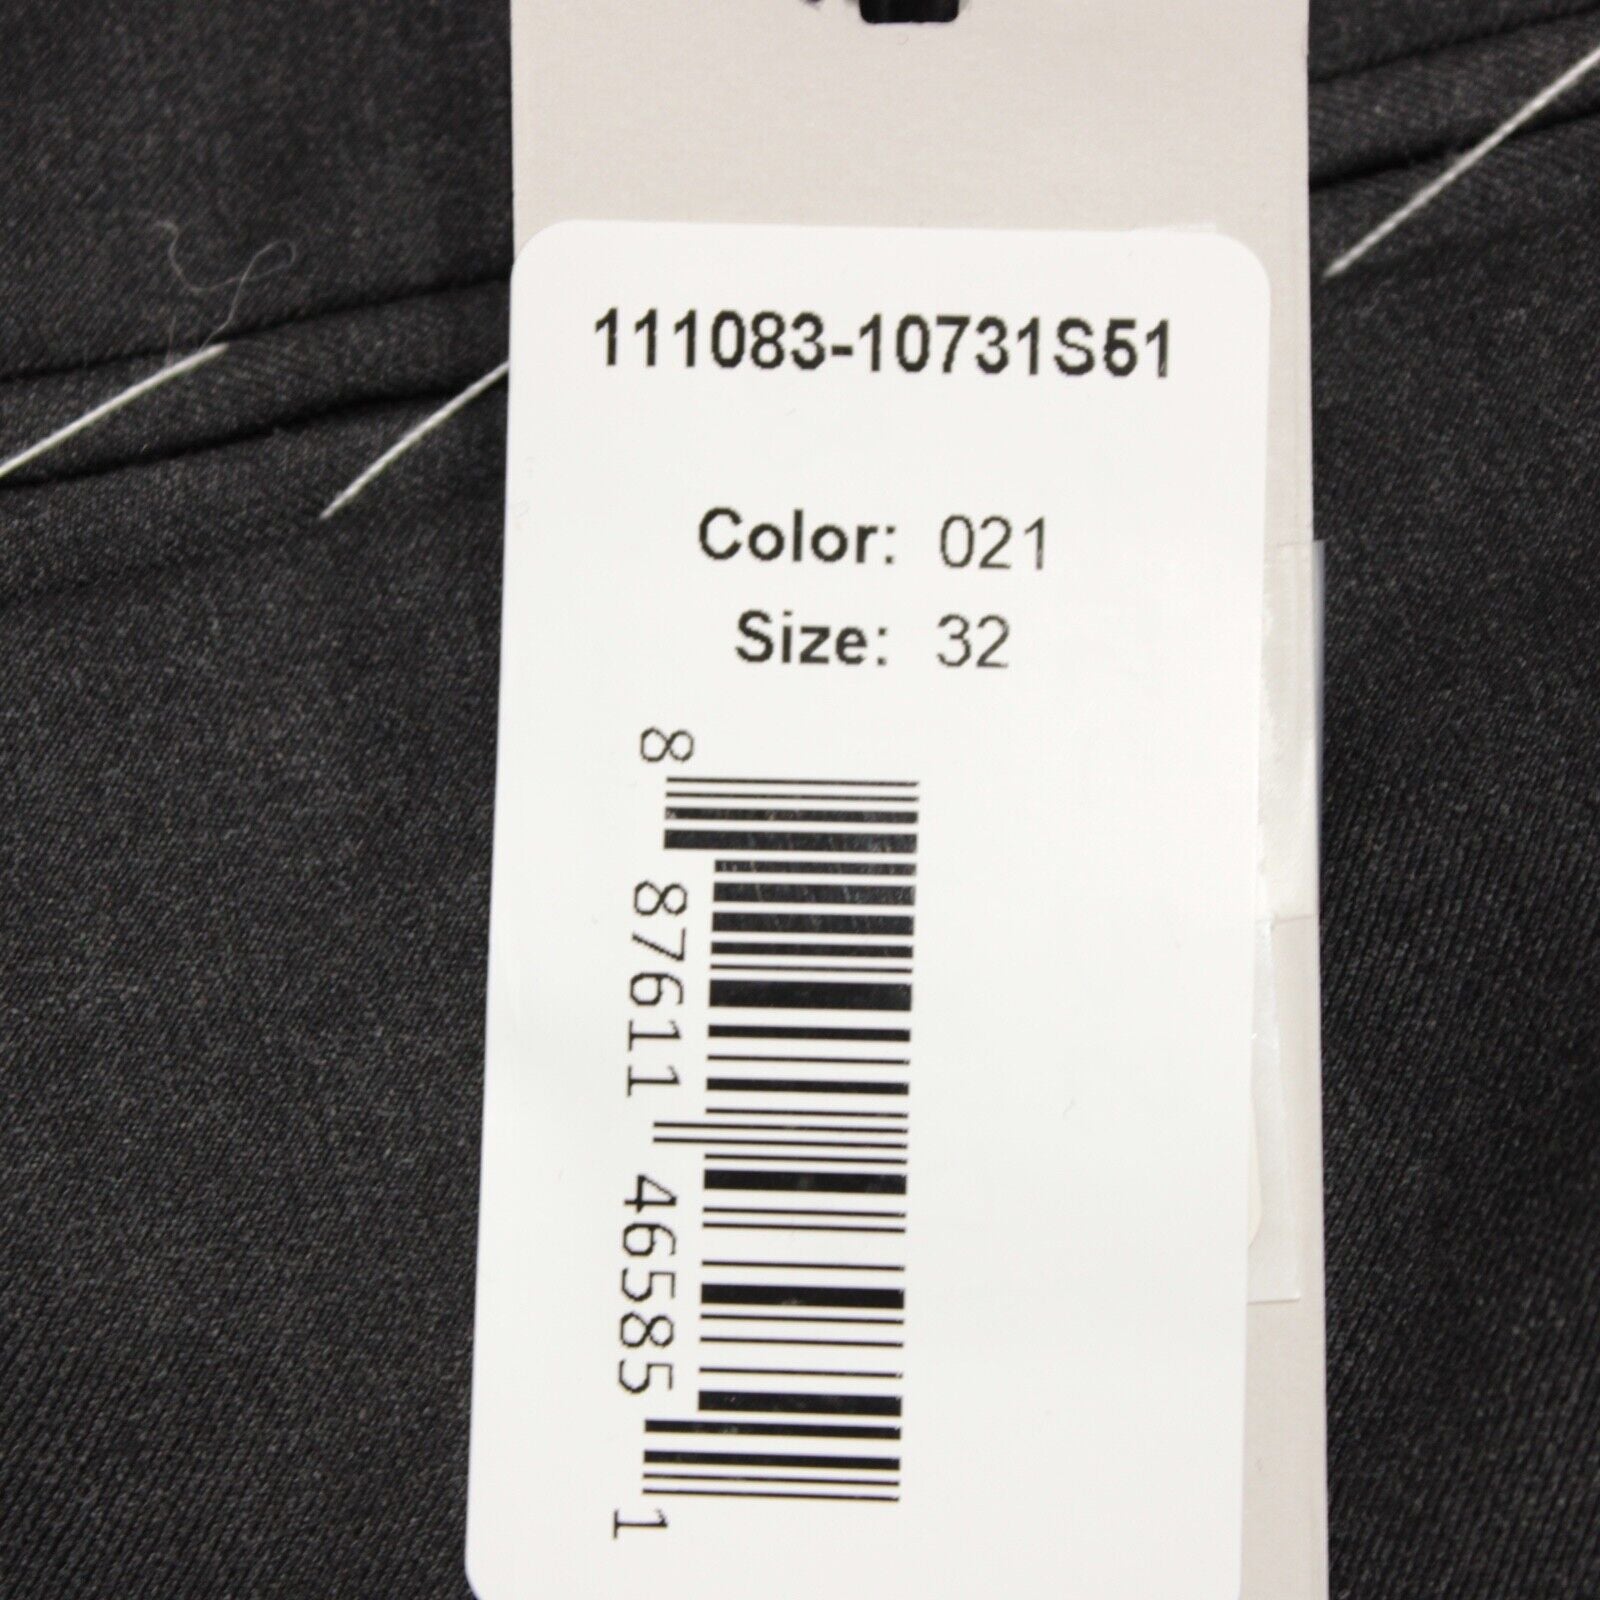 111083-10731S51
Color: 021
Size: 32
8 87611 46585 1